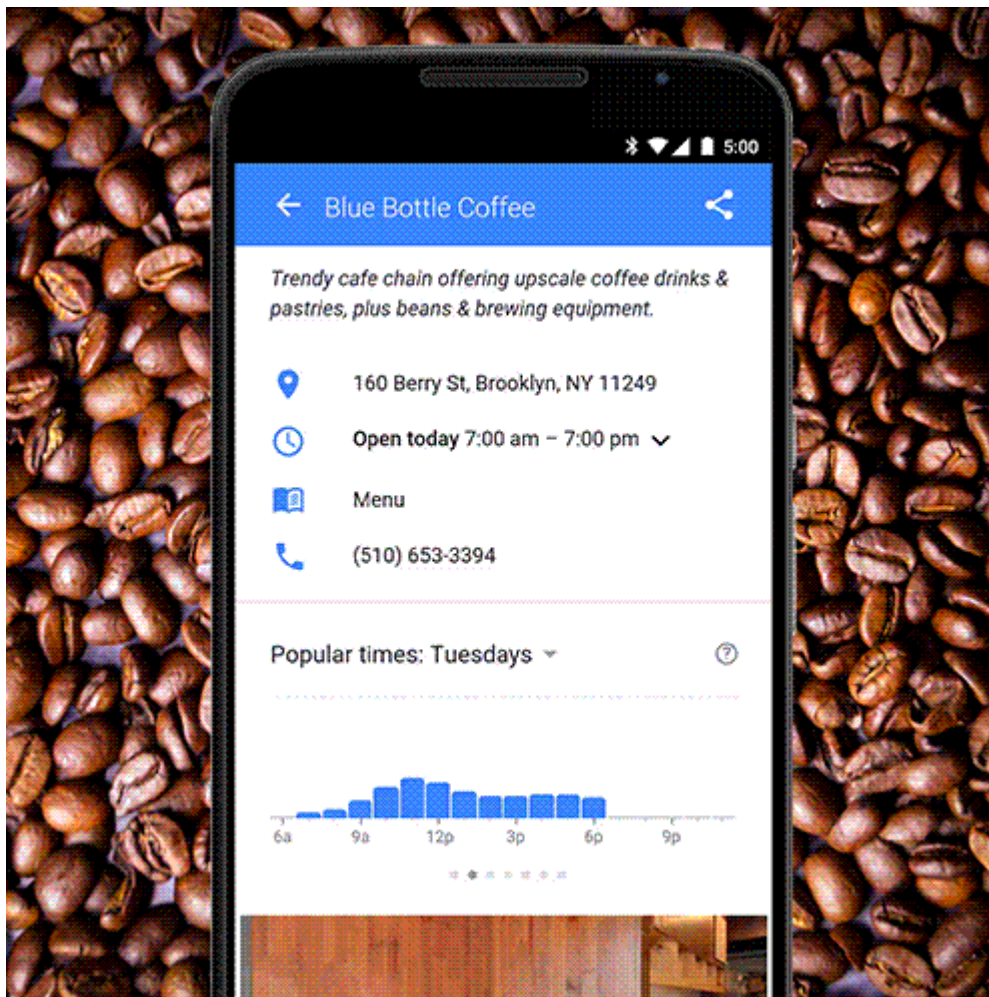 5:00
Blue Bottle Coffee
Trendy cafe chain offering upscale coffee drinks &
pastries, plus beans & brewing equipment.
160 Berry St, Brooklyn, NY 11249
Open today 7:00 am – 7:00 pm
Menu
(510) 653-3394
Popular times: Tuesdays
?
6a 9a 12p 3p 6p 9p